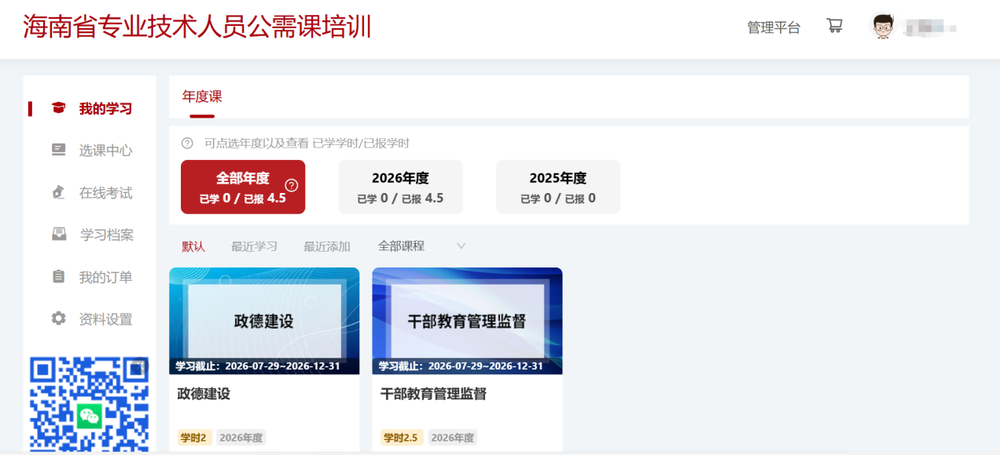 海南省专业技术人员公需课培训
管理平台
我的学习
选课中心
在线考试
学习档案
我的订单
资料设置
年度课
可点选年度以及查看 已学学时/已报学时
全部年度
已学 0 / 已报 4.5
2026年度
已学 0 / 已报 4.5
2025年度
已学 0 / 已报 0
默认 最近学习 最近添加 全部课程
政德建设
学习截止：2026-07-29~2026-12-31
政德建设
学时2 2026年度
干部教育管理监督
学习截止：2026-07-29~2026-12-31
干部教育管理监督
学时2.5 2026年度